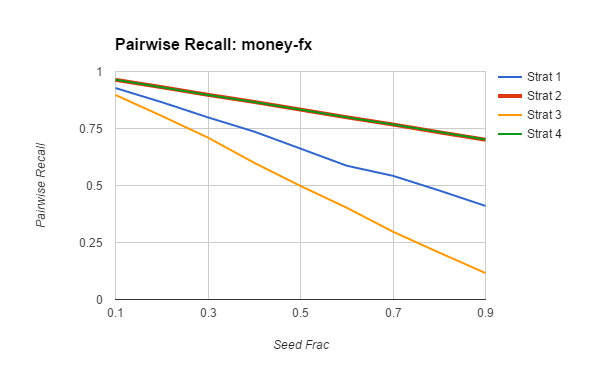 Pairwise Recall: money-fx
1
0.75
0.5
0.25
0
Pairwise Recall
0.1
0.3
0.5
0.7
0.9
Seed Frac
Strat 1
Strat 2
Strat 3
Strat 4